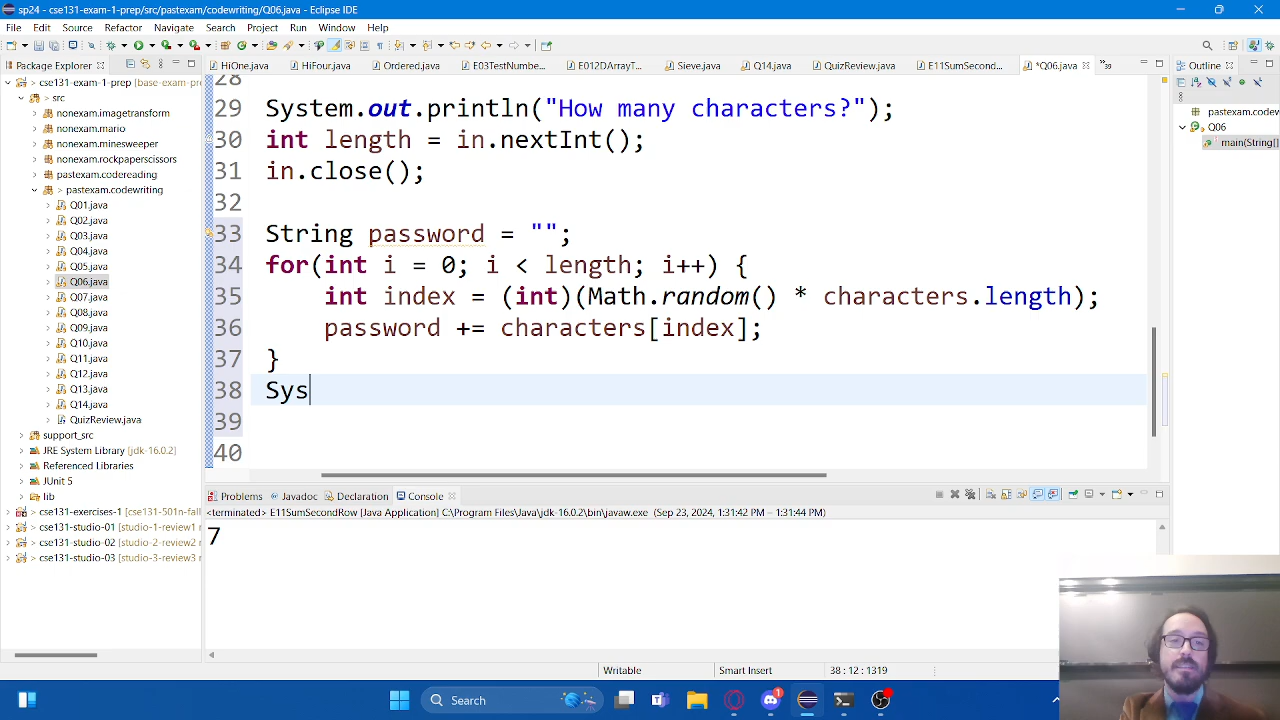 sp24 - cse131-exam-1-prep/src/pastexam/codewriting/Q06.java - Eclipse IDE
File Edit Source Refactor Navigate Search Project Run Window Help
Package Explorer
HiOne.java HiFour.java Ordered.java E03TestNumbe... E012DArrayT... Sieve.java Q14.java QuizReview.java E11SumSecond... *Q06.java
Outline
cse131-exam-1-prep [base-exam-pr
src
nonexam.imagetransform
nonexam.mario
nonexam.minesweeper
nonexam.rockpaperscissors
pastexam.codereading
pastexam.codewriting
Q01.java
Q02.java
Q03.java
Q04.java
Q05.java
Q06.java
Q07.java
Q08.java
Q09.java
Q10.java
Q11.java
Q12.java
Q13.java
Q14.java
QuizReview.java
support_src
JRE System Library [jdk-16.0.2]
Referenced Libraries
JUnit 5
lib
> cse131-exercises-1 [cse131-501n-fal
> cse131-studio-01 [studio-1-review1
> cse131-studio-02 [studio-2-review2
> cse131-studio-03 [studio-3-review3
28
29 System.out.println("How many characters?");
30 int length = in.nextInt();
31 in.close();
32
33 String password = "";
34 for(int i = 0; i < length; i++) {
35 int index = (int)(Math.random() * characters.length);
36 password += characters[index];
37 }
38 Sys
39
40
pastexam.codew
Q06
main(String[]
Problems Javadoc Declaration Console
<terminated> E11SumSecondRow [Java Application] C:\Program Files\Java\jdk-16.0.2\bin\javaw.exe (Sep 23, 2024, 1:31:42 PM – 1:31:44 PM)
7
Writable Smart Insert 38 : 12 : 1319
Search
1